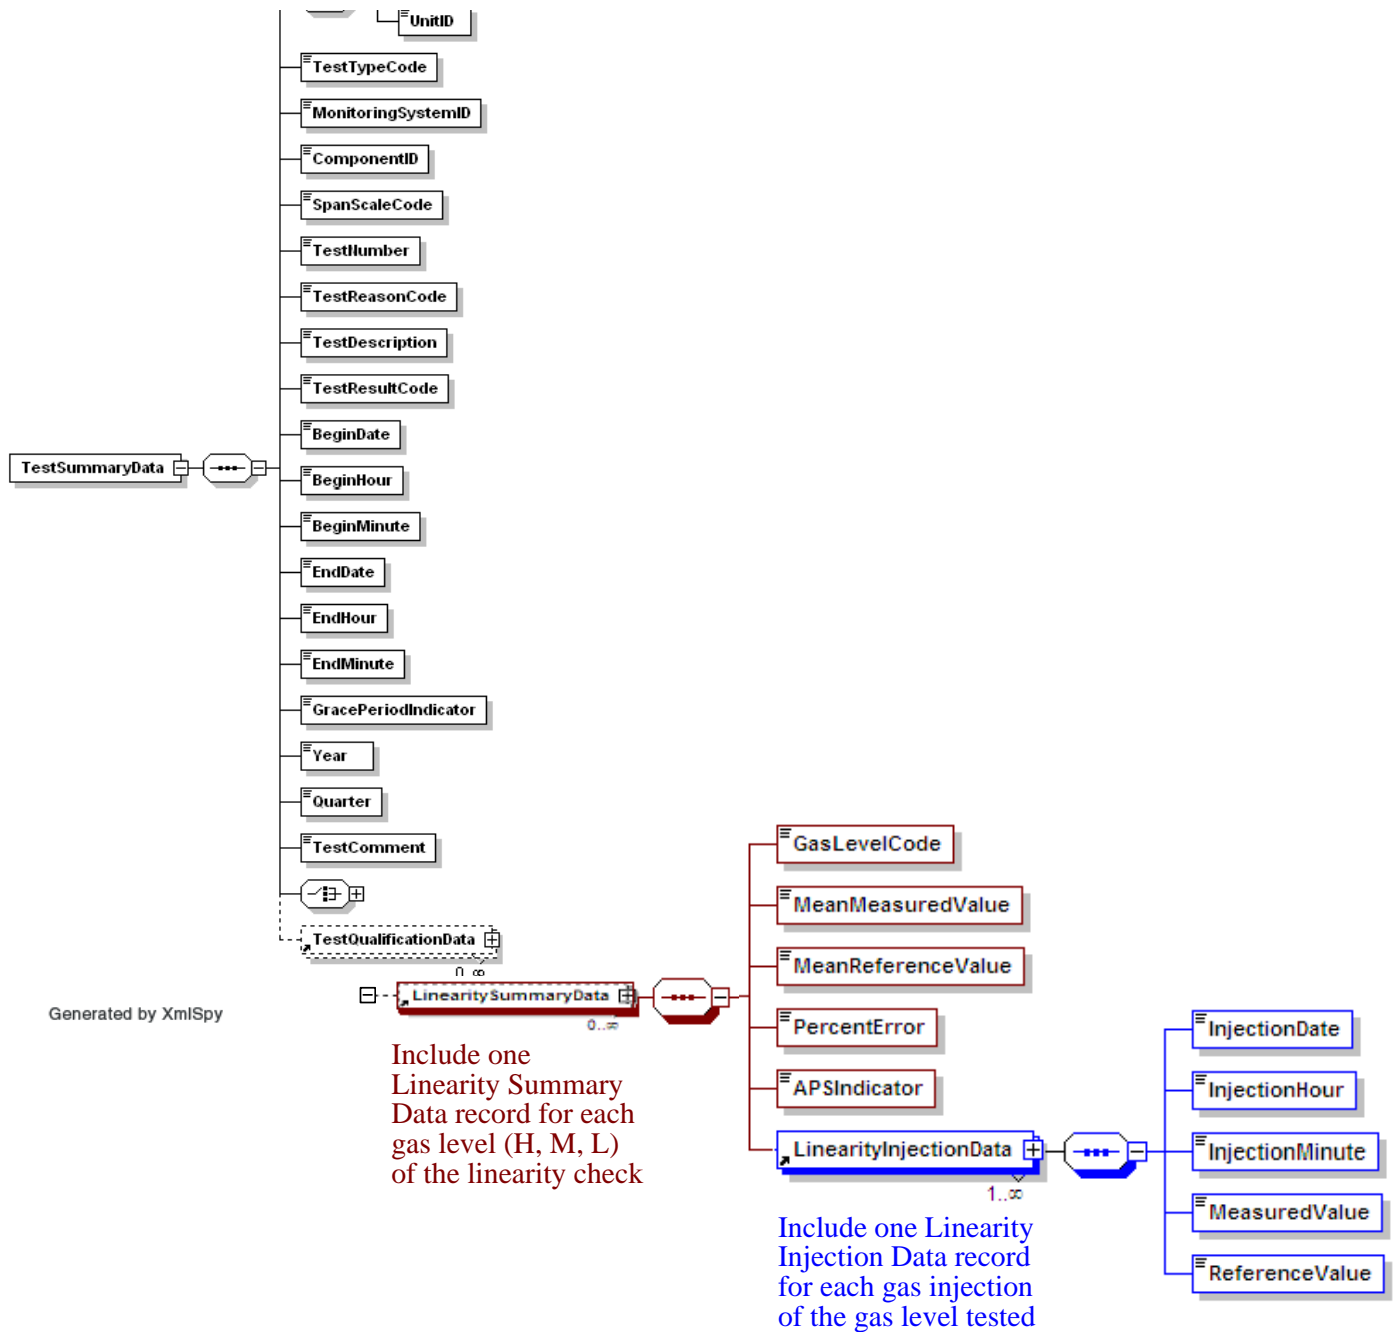 UnitID
TestTypeCode
MonitoringSystemID
ComponentID
SpanScaleCode
TestNumber
TestReasonCode
TestDescription
TestResultCode
BeginDate
TestSummaryData
BeginHour
BeginMinute
EndDate
EndHour
EndMinute
GracePeriodIndicator
Year
Quarter
TestComment
TestQualificationData
0 ∞
Generated by XmlSpy
LinearitySummaryData
0..∞
Include one
Linearity Summary
Data record for each
gas level (H, M, L)
of the linearity check
GasLevelCode
MeanMeasuredValue
MeanReferenceValue
PercentError
APSIndicator
LinearityInjectionData
1..∞
Include one Linearity
Injection Data record
for each gas injection
of the gas level tested
InjectionDate
InjectionHour
InjectionMinute
MeasuredValue
ReferenceValue